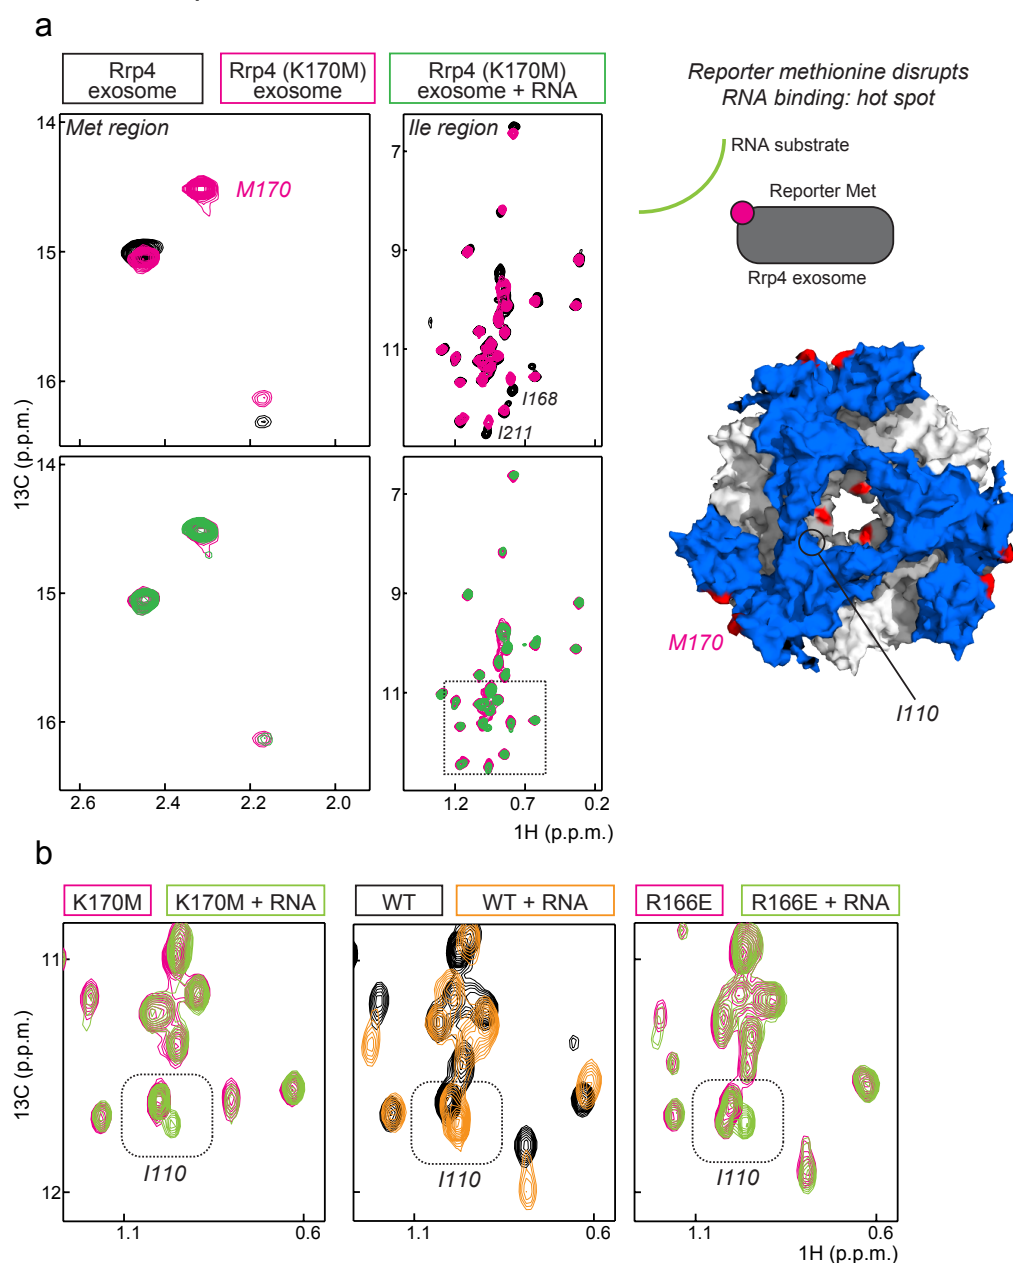 a
Rrp4
exosome
Rrp4 (K170M)
exosome
Rrp4 (K170M)
exosome + RNA
Reporter methionine disrupts
RNA binding: hot spot
RNA substrate
Reporter Met
Rrp4 exosome
Met region
Ile region
M170
I168
I211
14
15
16
7
9
11
13C (p.p.m.)
14
15
16
7
9
11
2.6
2.4
2.2
2.0
1.2
0.7
0.2
1H (p.p.m.)
M170
I110
b
K170M
K170M + RNA
WT
WT + RNA
R166E
R166E + RNA
11
12
13C (p.p.m.)
I110
I110
I110
1.1
0.6
1.1
0.6
1.1
0.6
1H (p.p.m.)